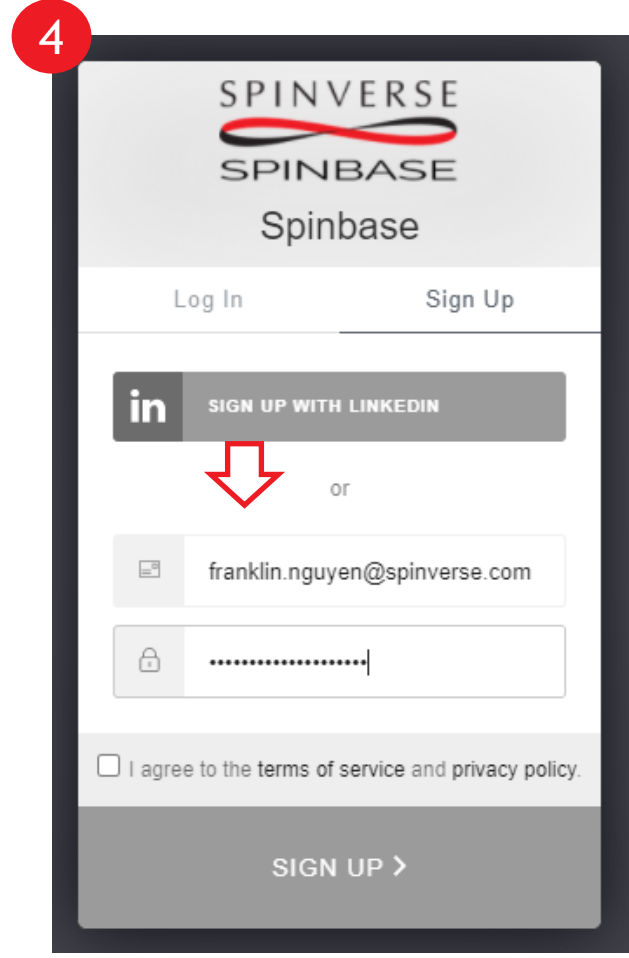 4
SPINVERSE
SPINBASE
Spinbase
Log In Sign Up
in SIGN UP WITH LINKEDIN
or
franklin.nguyen@spinverse.com
••••••••••••••••••••
I agree to the terms of service and privacy policy.
SIGN UP >